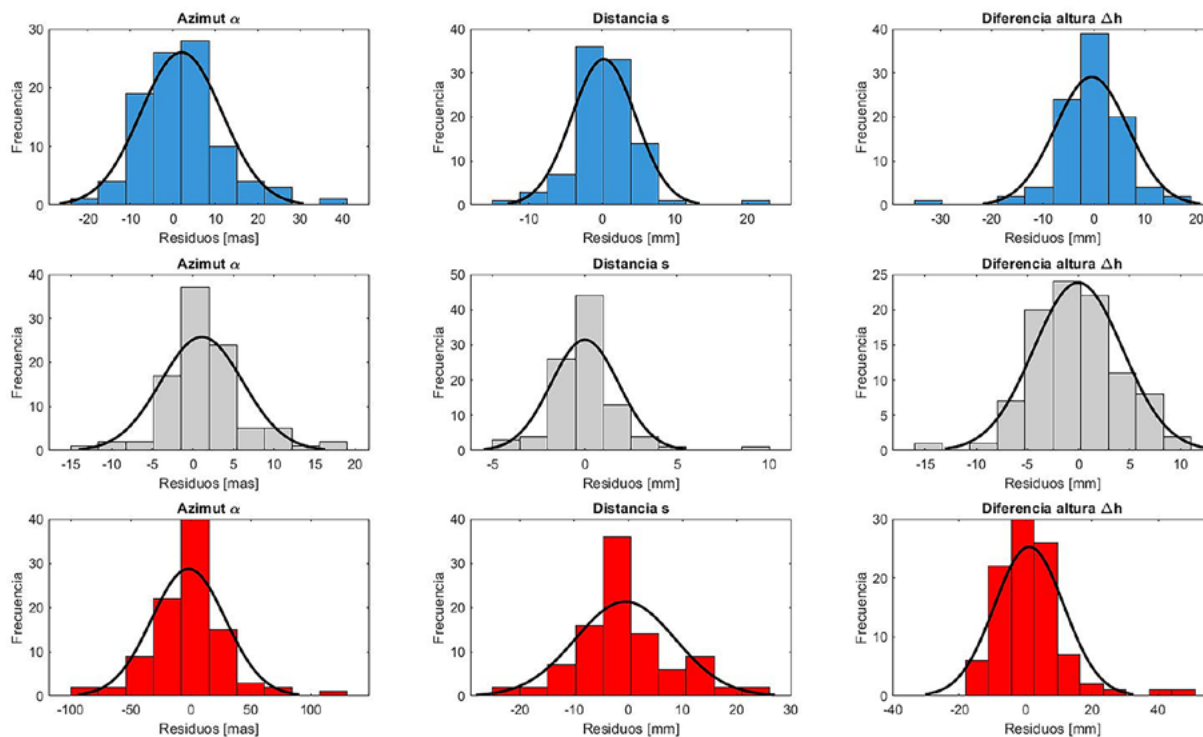 Azimut α
Distancia s
Diferencia altura Δh
30
20
10
0
Frecuencia
-20 -10 0 10 20 30 40
Residuos [mas]
40
30
20
10
0
Frecuencia
-10 0 10 20
Residuos [mm]
40
30
20
10
0
Frecuencia
-30 -20 -10 0 10 20
Residuos [mm]
Azimut α
Distancia s
Diferencia altura Δh
40
30
20
10
0
Frecuencia
-15 -10 -5 0 5 10 15 20
Residuos [mas]
50
40
30
20
10
0
Frecuencia
-5 0 5 10
Residuos [mm]
25
20
15
10
5
0
Frecuencia
-15 -10 -5 0 5 10
Residuos [mm]
Azimut α
Distancia s
Diferencia altura Δh
40
30
20
10
0
Frecuencia
-100 -50 0 50 100
Residuos [mas]
50
40
30
20
10
0
Frecuencia
-20 -10 0 10 20 30
Residuos [mm]
30
20
10
0
Frecuencia
-40 -20 0 20 40
Residuos [mm]